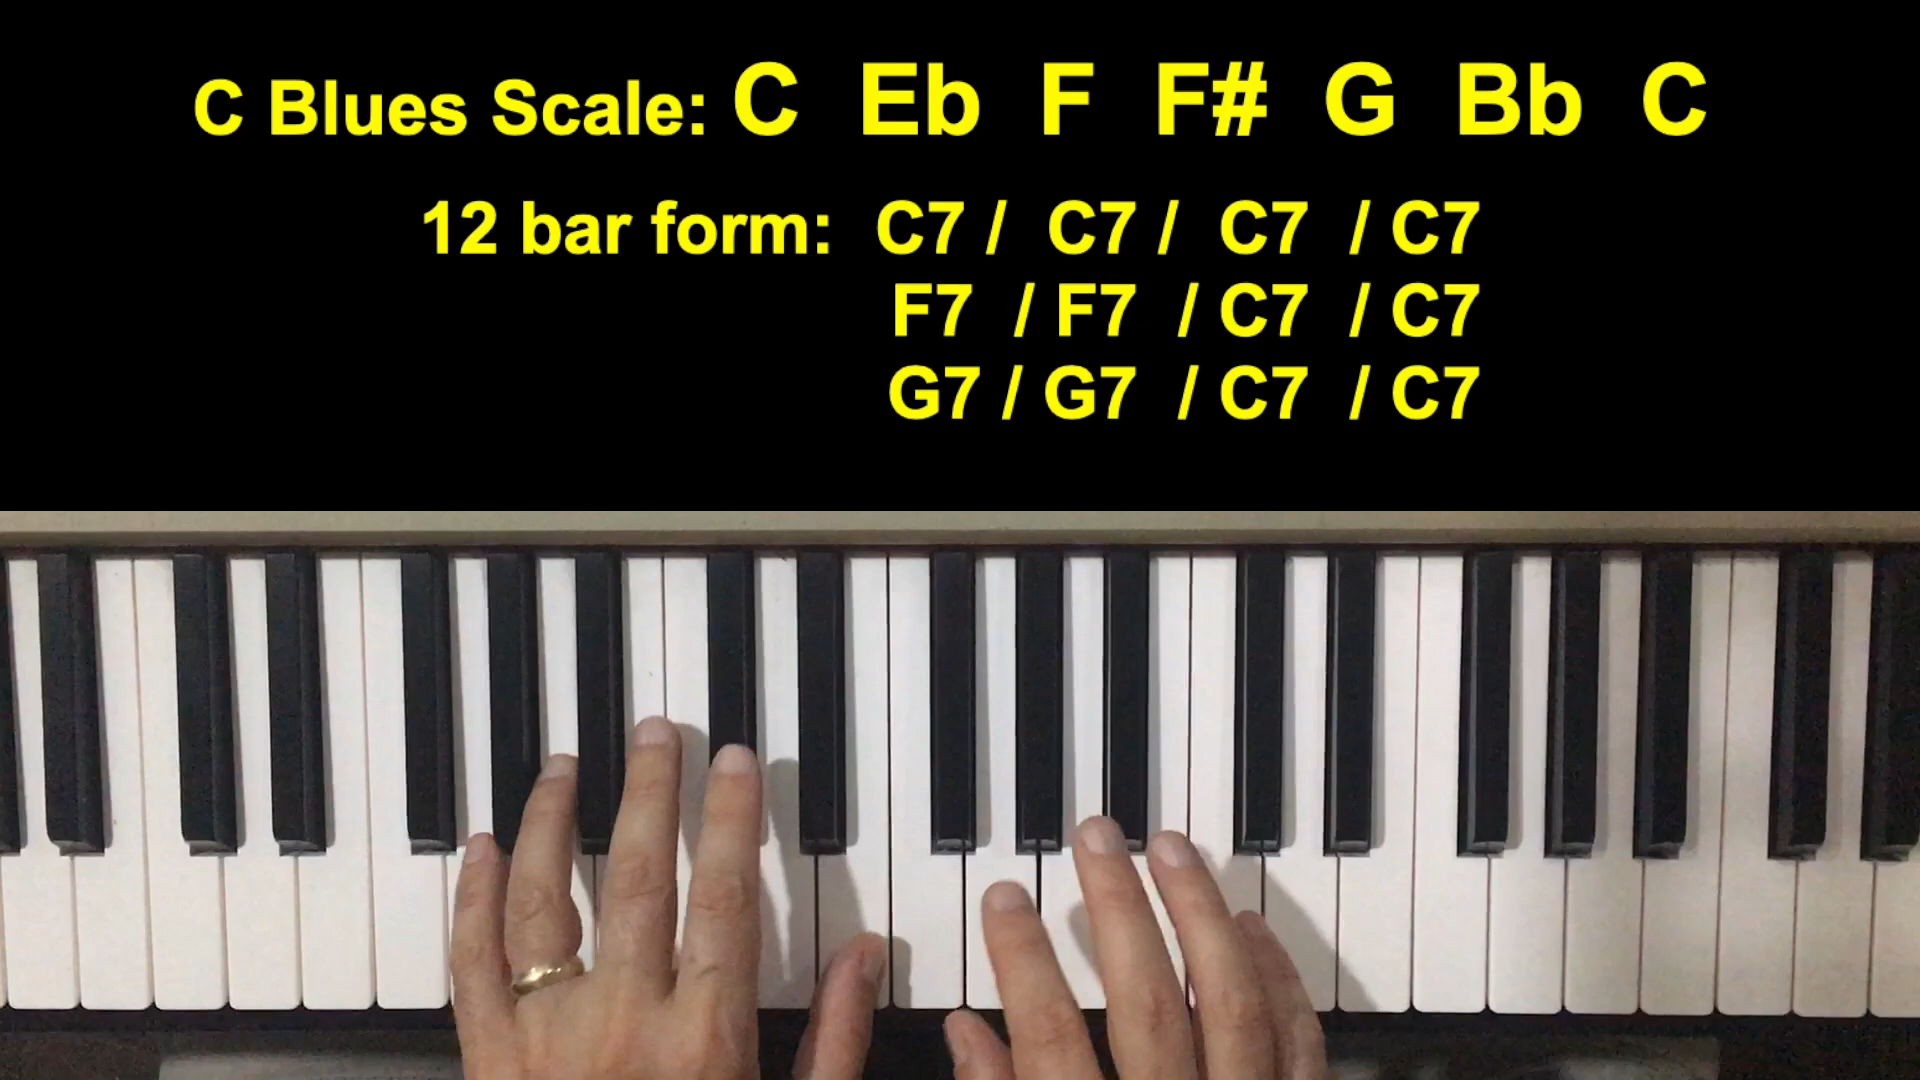 C Blues Scale: C Eb F F# G Bb C
12 bar form: C7 / C7 / C7 / C7
F7 / F7 / C7 / C7
G7 / G7 / C7 / C7